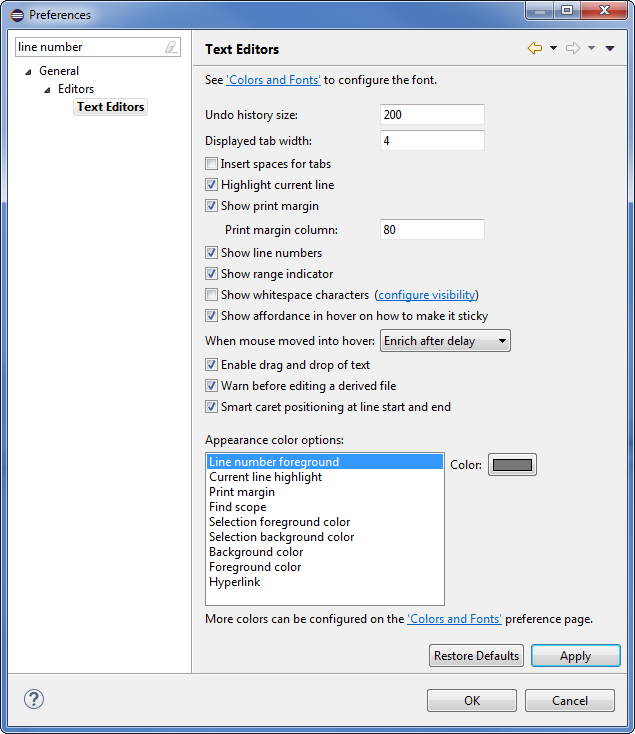 Preferences
line number
General
Editors
Text Editors
Text Editors
See 'Colors and Fonts' to configure the font.
Undo history size: 200
Displayed tab width: 4
Insert spaces for tabs
Highlight current line
Show print margin
Print margin column: 80
Show line numbers
Show range indicator
Show whitespace characters (configure visibility)
Show affordance in hover on how to make it sticky
When mouse moved into hover: Enrich after delay
Enable drag and drop of text
Warn before editing a derived file
Smart caret positioning at line start and end
Appearance color options:
Line number foreground
Color:
Current line highlight
Print margin
Find scope
Selection foreground color
Selection background color
Background color
Foreground color
Hyperlink
More colors can be configured on the 'Colors and Fonts' preference page.
Restore Defaults Apply
? OK Cancel